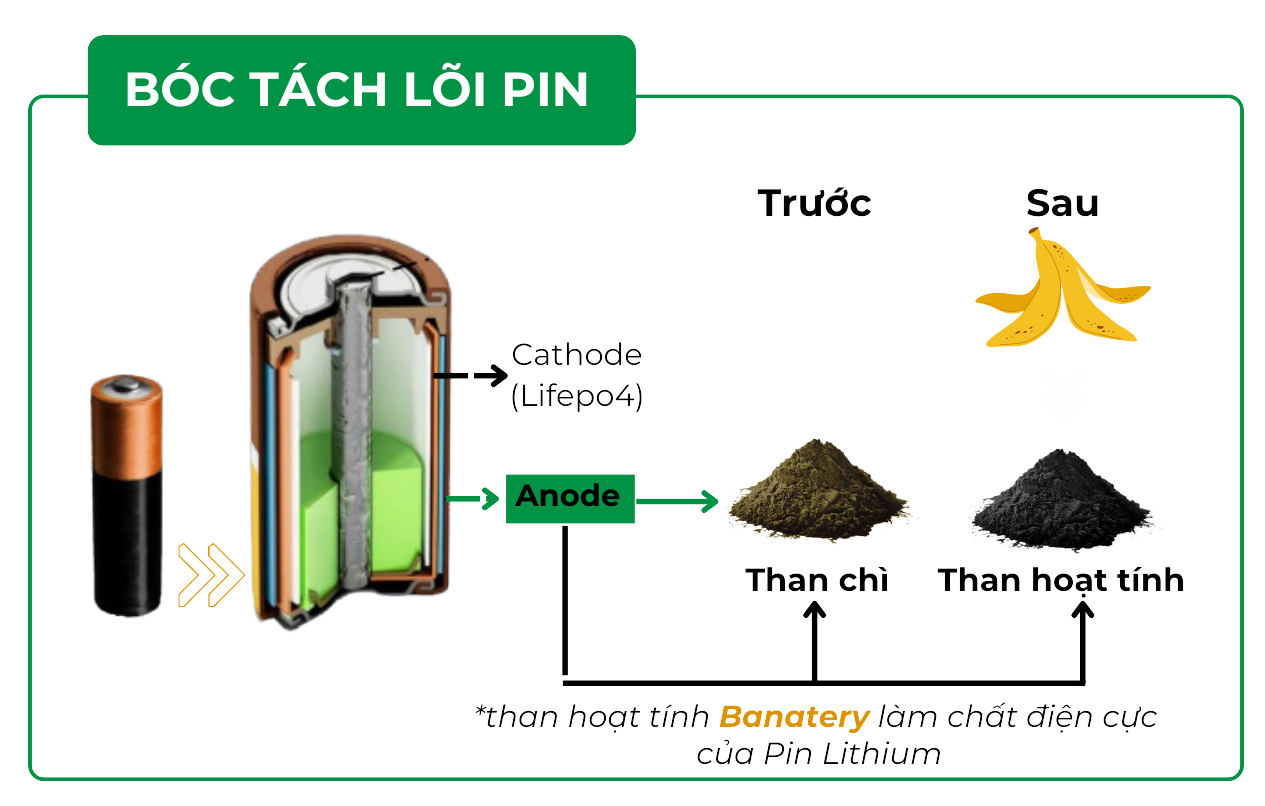 BÓC TÁCH LÕI PIN
Trước
Sau
Cathode
(Lifepo4)
Anode
Than chì
Than hoạt tính
*than hoạt tính Banatery làm chất điện cực
của Pin Lithium